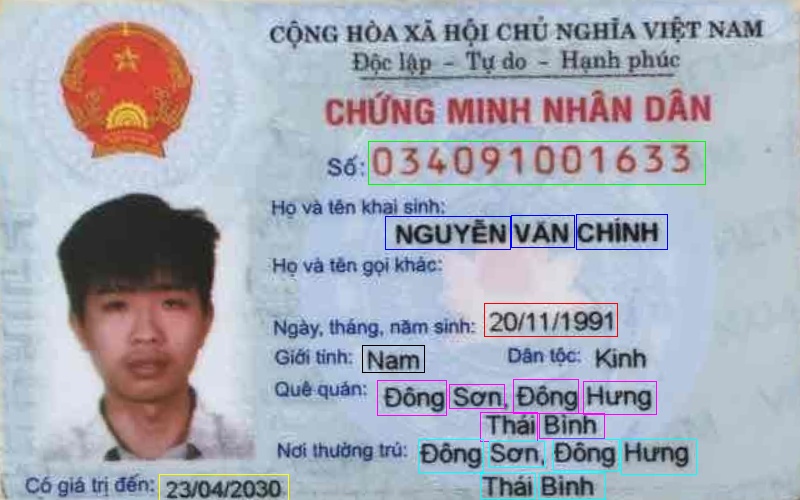 CỘNG HÒA XÃ HỘI CHỦ NGHĨA VIỆT NAM
Độc lập - Tự do - Hạnh phúc
CHỨNG MINH NHÂN DÂN
Số: 034091001633
Họ và tên khai sinh:
NGUYỄN VĂN CHÍNH
Họ và tên gọi khác:
Ngày, tháng, năm sinh: 20/11/1991
Giới tính: Nam Dân tộc: Kinh
Quê quán: Đông Sơn, Đông Hưng
Thái Bình
Nơi thường trú: Đông Sơn, Đông Hưng
Thái Bình
Có giá trị đến: 23/04/2030